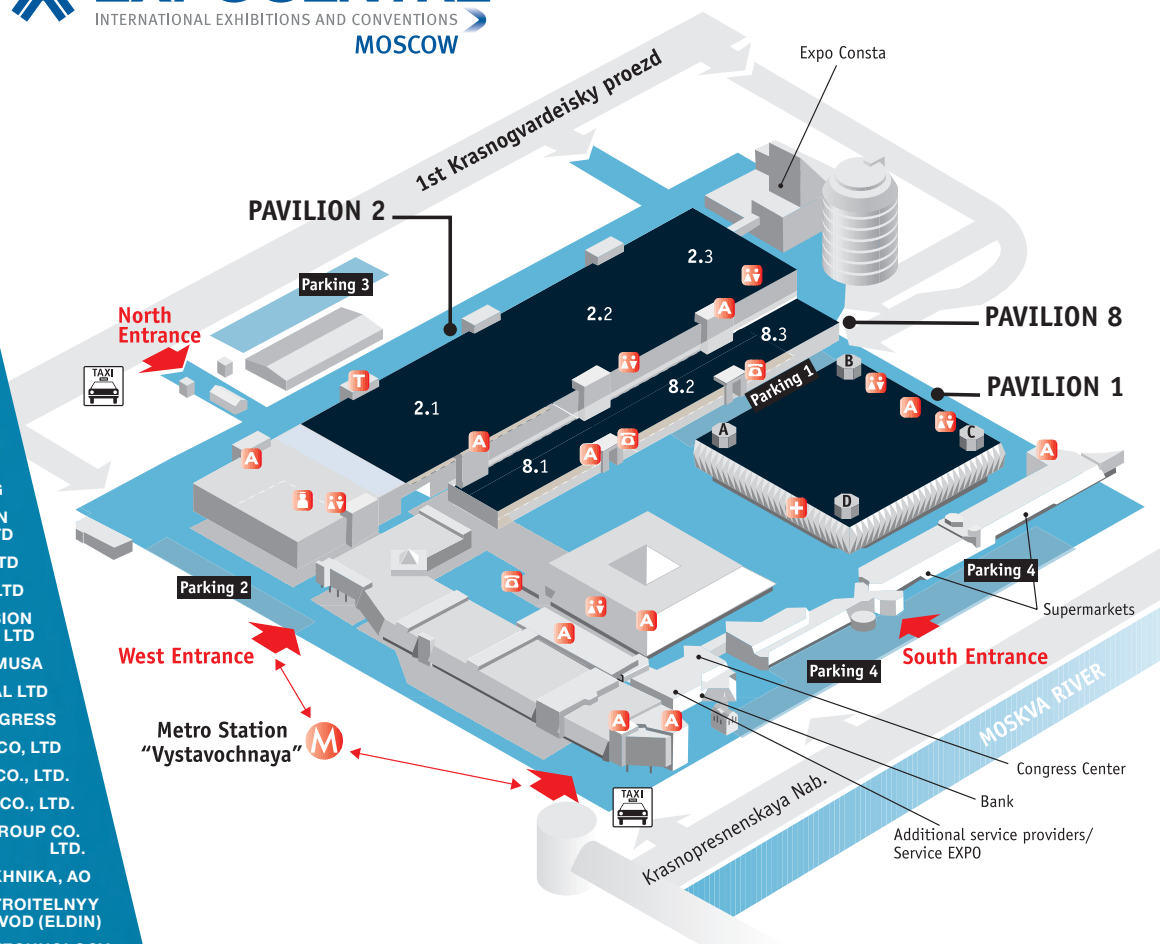 INTERNATIONAL EXHIBITIONS AND CONVENTIONS
MOSCOW
Expo Consta
1st Krasnogvardeisky proezd
PAVILION 2
2.3
Parking 3
2.2
North
Entrance
8.3
PAVILION 8
TAXI
T
A
B
8.2
Parking 1
PAVILION 1
2.1
A
A
C
A
A
A
8.1
A
D
Parking 2
Parking 4
Supermarkets
A
A
West Entrance
South Entrance
Parking 4
Metro Station
"Vystavochnaya"
M
A
A
MOSKVA RIVER
Congress Center
TAXI
Bank
Krasnopresnenskaya Nab.
Additional service providers/
Service EXPO
LTD
SION
LTD
MUSA
AL LTD
GRESS
CO, LTD
CO., LTD.
CO., LTD.
ROUP CO.
LTD.
KHNIKA, AO
TROITELNYY
VOD (ELDIN)